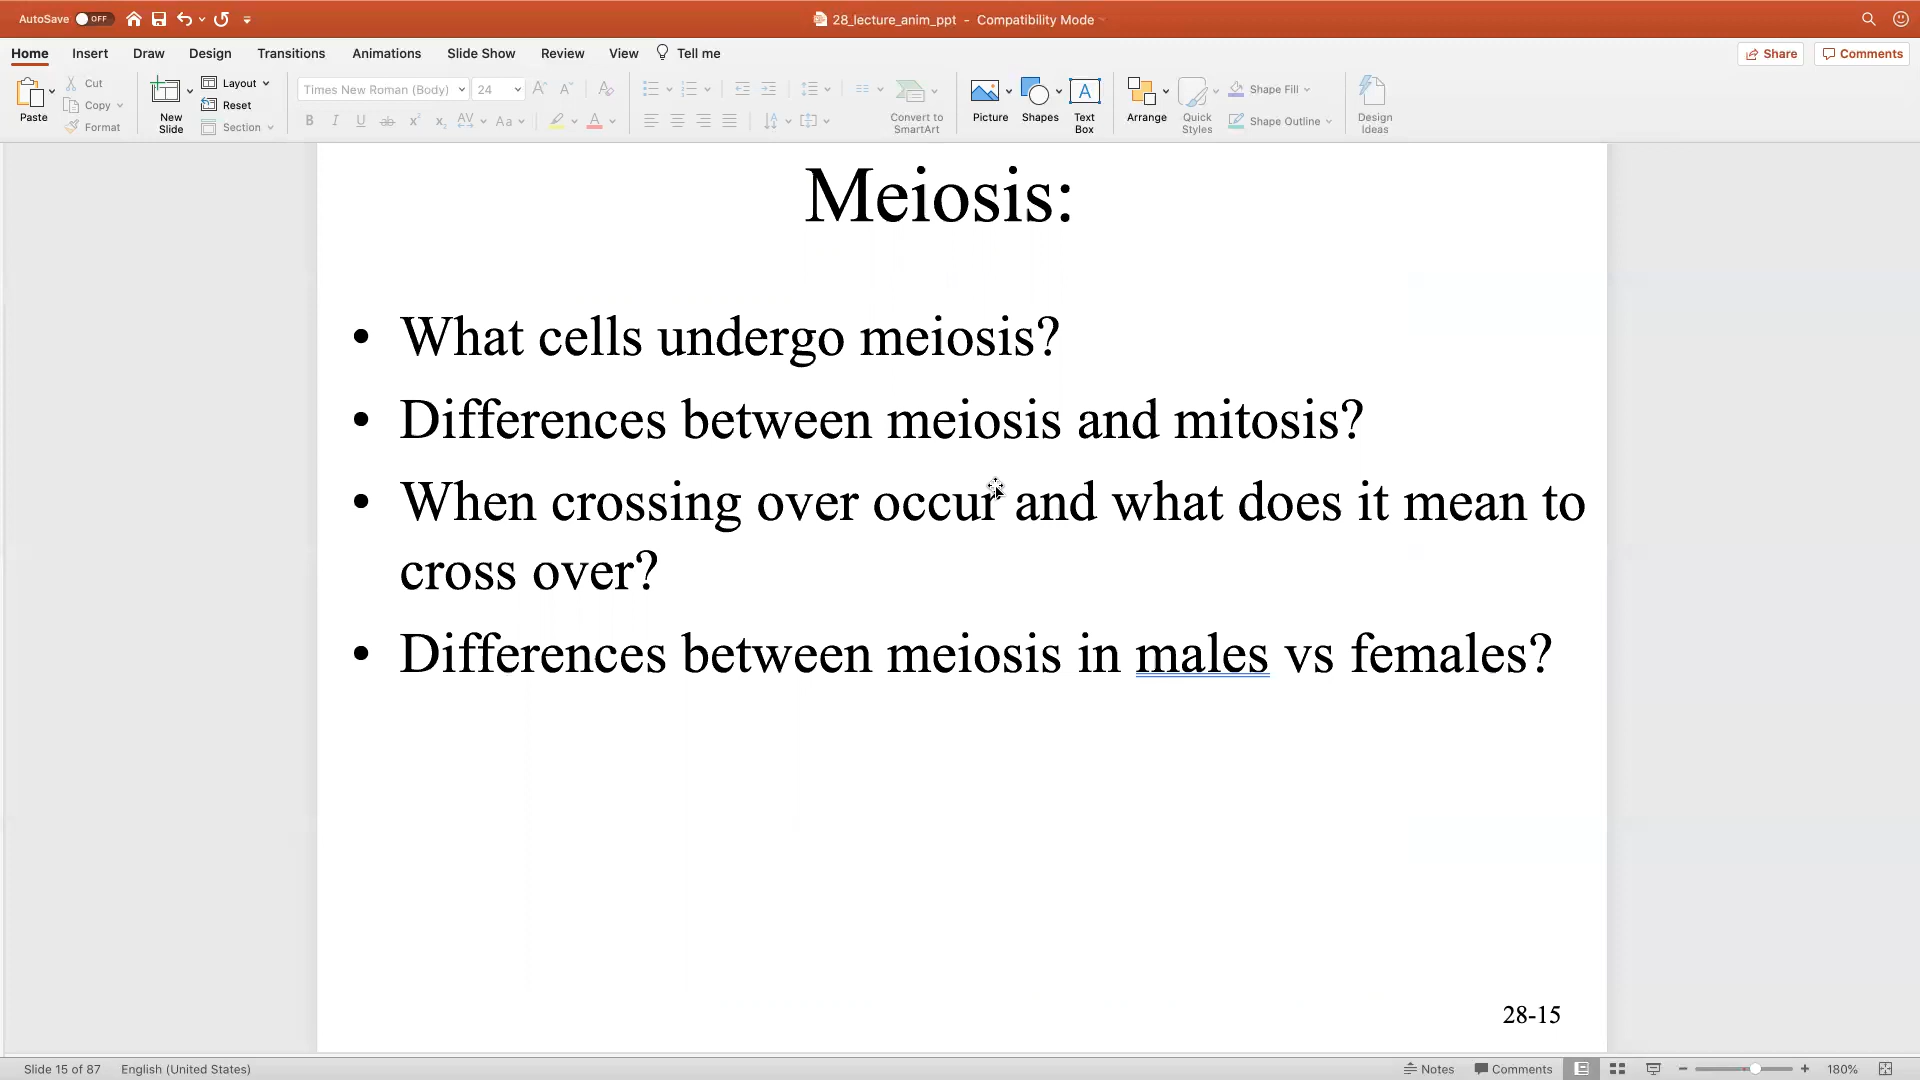 AutoSave OFF 28_lecture_anim_ppt - Compatibility Mode
Home Insert Draw Design Transitions Animations Slide Show Review View Tell me Share Comments
Paste Cut Copy Format New Slide Layout Reset Section Times New Roman (Body) 24 Convert to SmartArt Picture Shapes Text Box Arrange Quick Styles Shape Fill Shape Outline Design Ideas
Meiosis:
• What cells undergo meiosis?
• Differences between meiosis and mitosis?
• When crossing over occur and what does it mean to
cross over?
• Differences between meiosis in males vs females?
28-15
Slide 15 of 87 English (United States) Notes Comments 180%